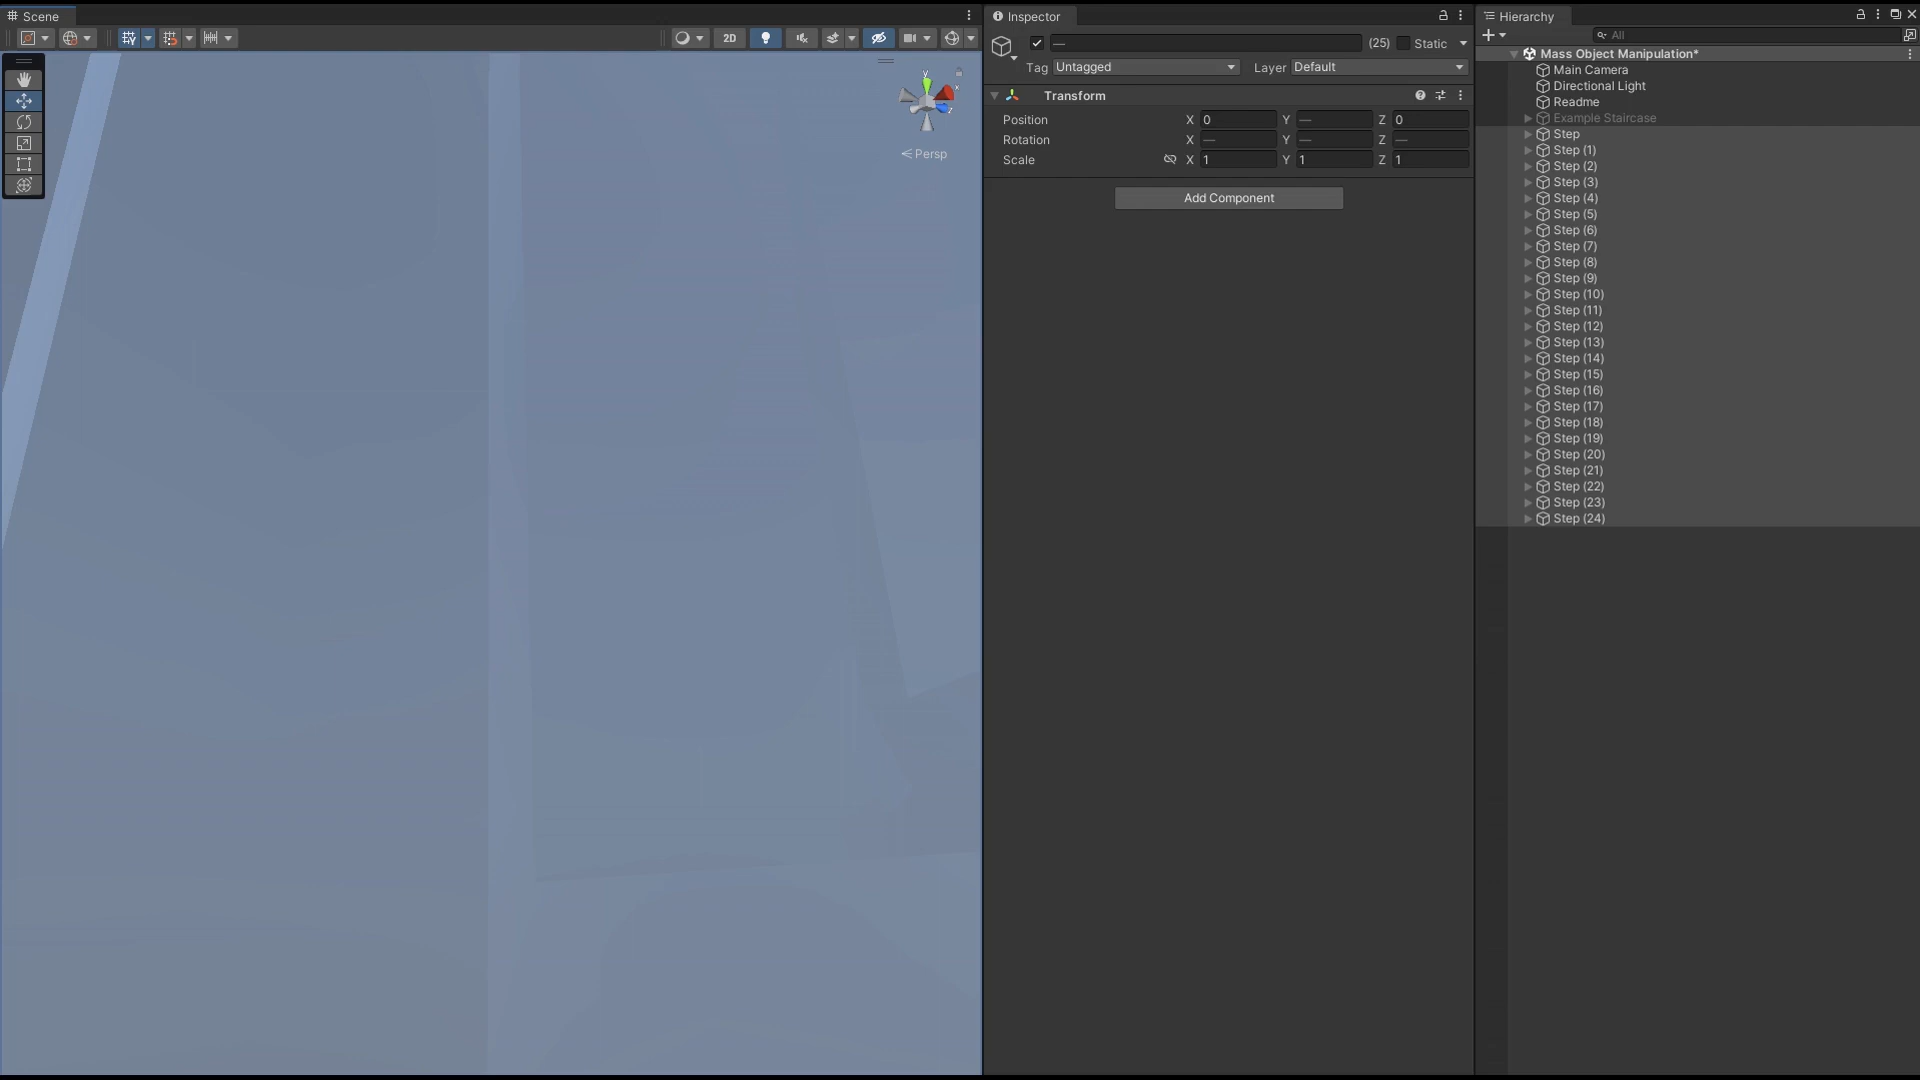 Scene
2D
y
x
z
Persp
Inspector
— (25) Static
Tag Untagged Layer Default
Transform
Position X 0 Y — Z 0
Rotation X — Y — Z —
Scale X 1 Y 1 Z 1
Add Component
Hierarchy
All
Mass Object Manipulation*
Main Camera
Directional Light
Readme
Example Staircase
Step
Step (1)
Step (2)
Step (3)
Step (4)
Step (5)
Step (6)
Step (7)
Step (8)
Step (9)
Step (10)
Step (11)
Step (12)
Step (13)
Step (14)
Step (15)
Step (16)
Step (17)
Step (18)
Step (19)
Step (20)
Step (21)
Step (22)
Step (23)
Step (24)